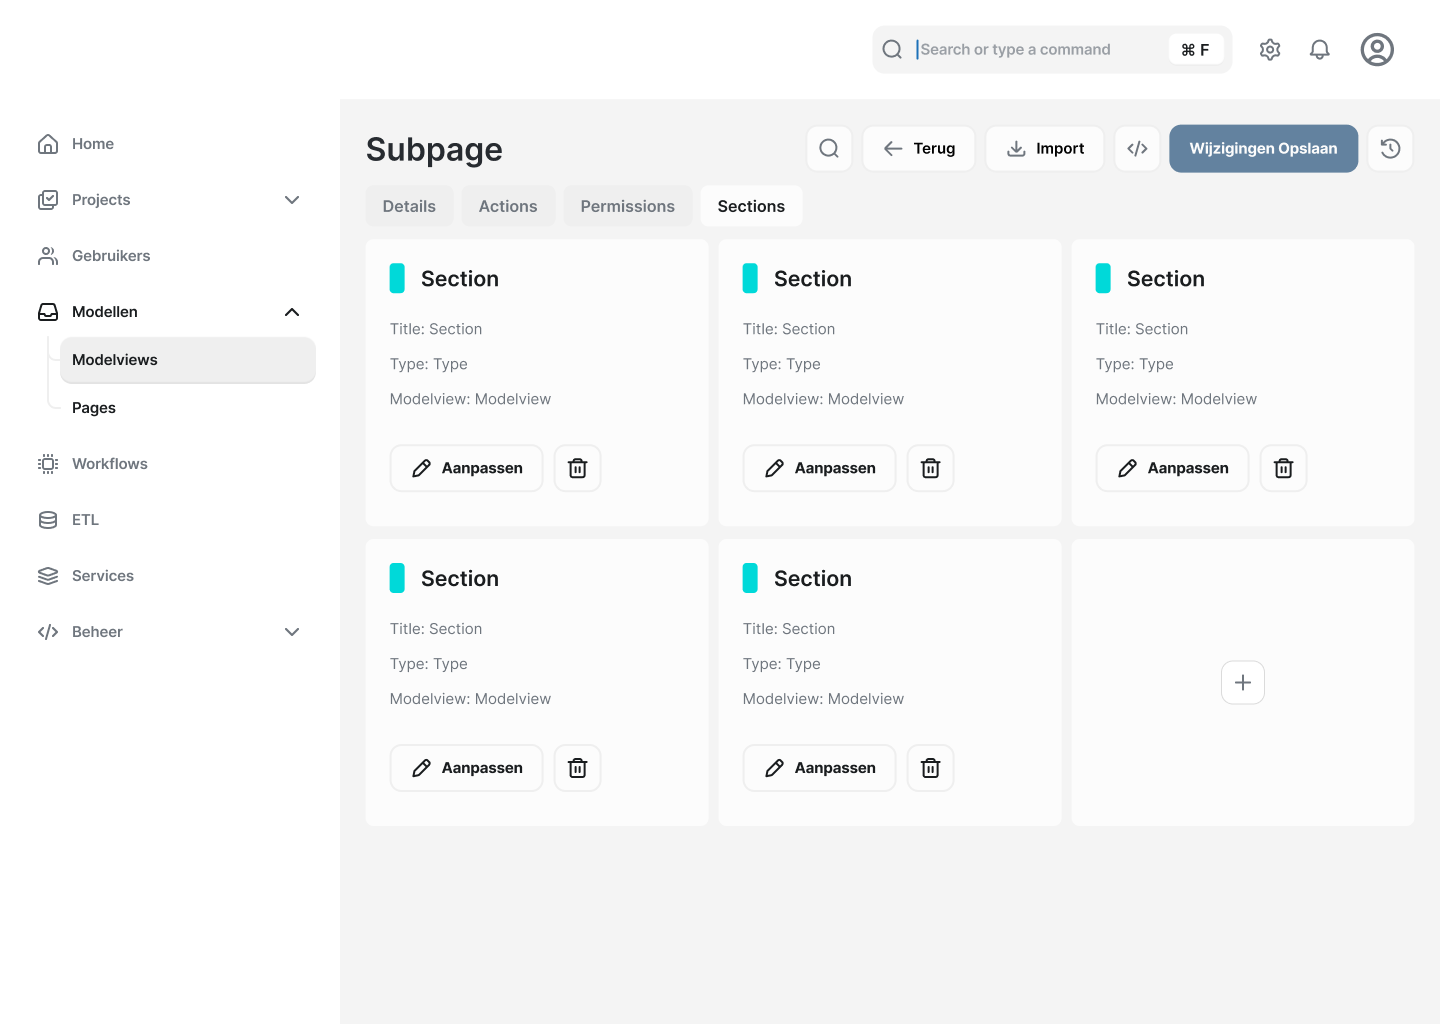 Search or type a command
⌘ F
Home
Projects
Gebruikers
Modellen
Modelviews
Pages
Workflows
ETL
Services
Beheer
Subpage
Terug
Import
Wijzigingen Opslaan
Details
Actions
Permissions
Sections
Section
Title: Section
Type: Type
Modelview: Modelview
Aanpassen
Section
Title: Section
Type: Type
Modelview: Modelview
Aanpassen
Section
Title: Section
Type: Type
Modelview: Modelview
Aanpassen
Section
Title: Section
Type: Type
Modelview: Modelview
Aanpassen
Section
Title: Section
Type: Type
Modelview: Modelview
Aanpassen